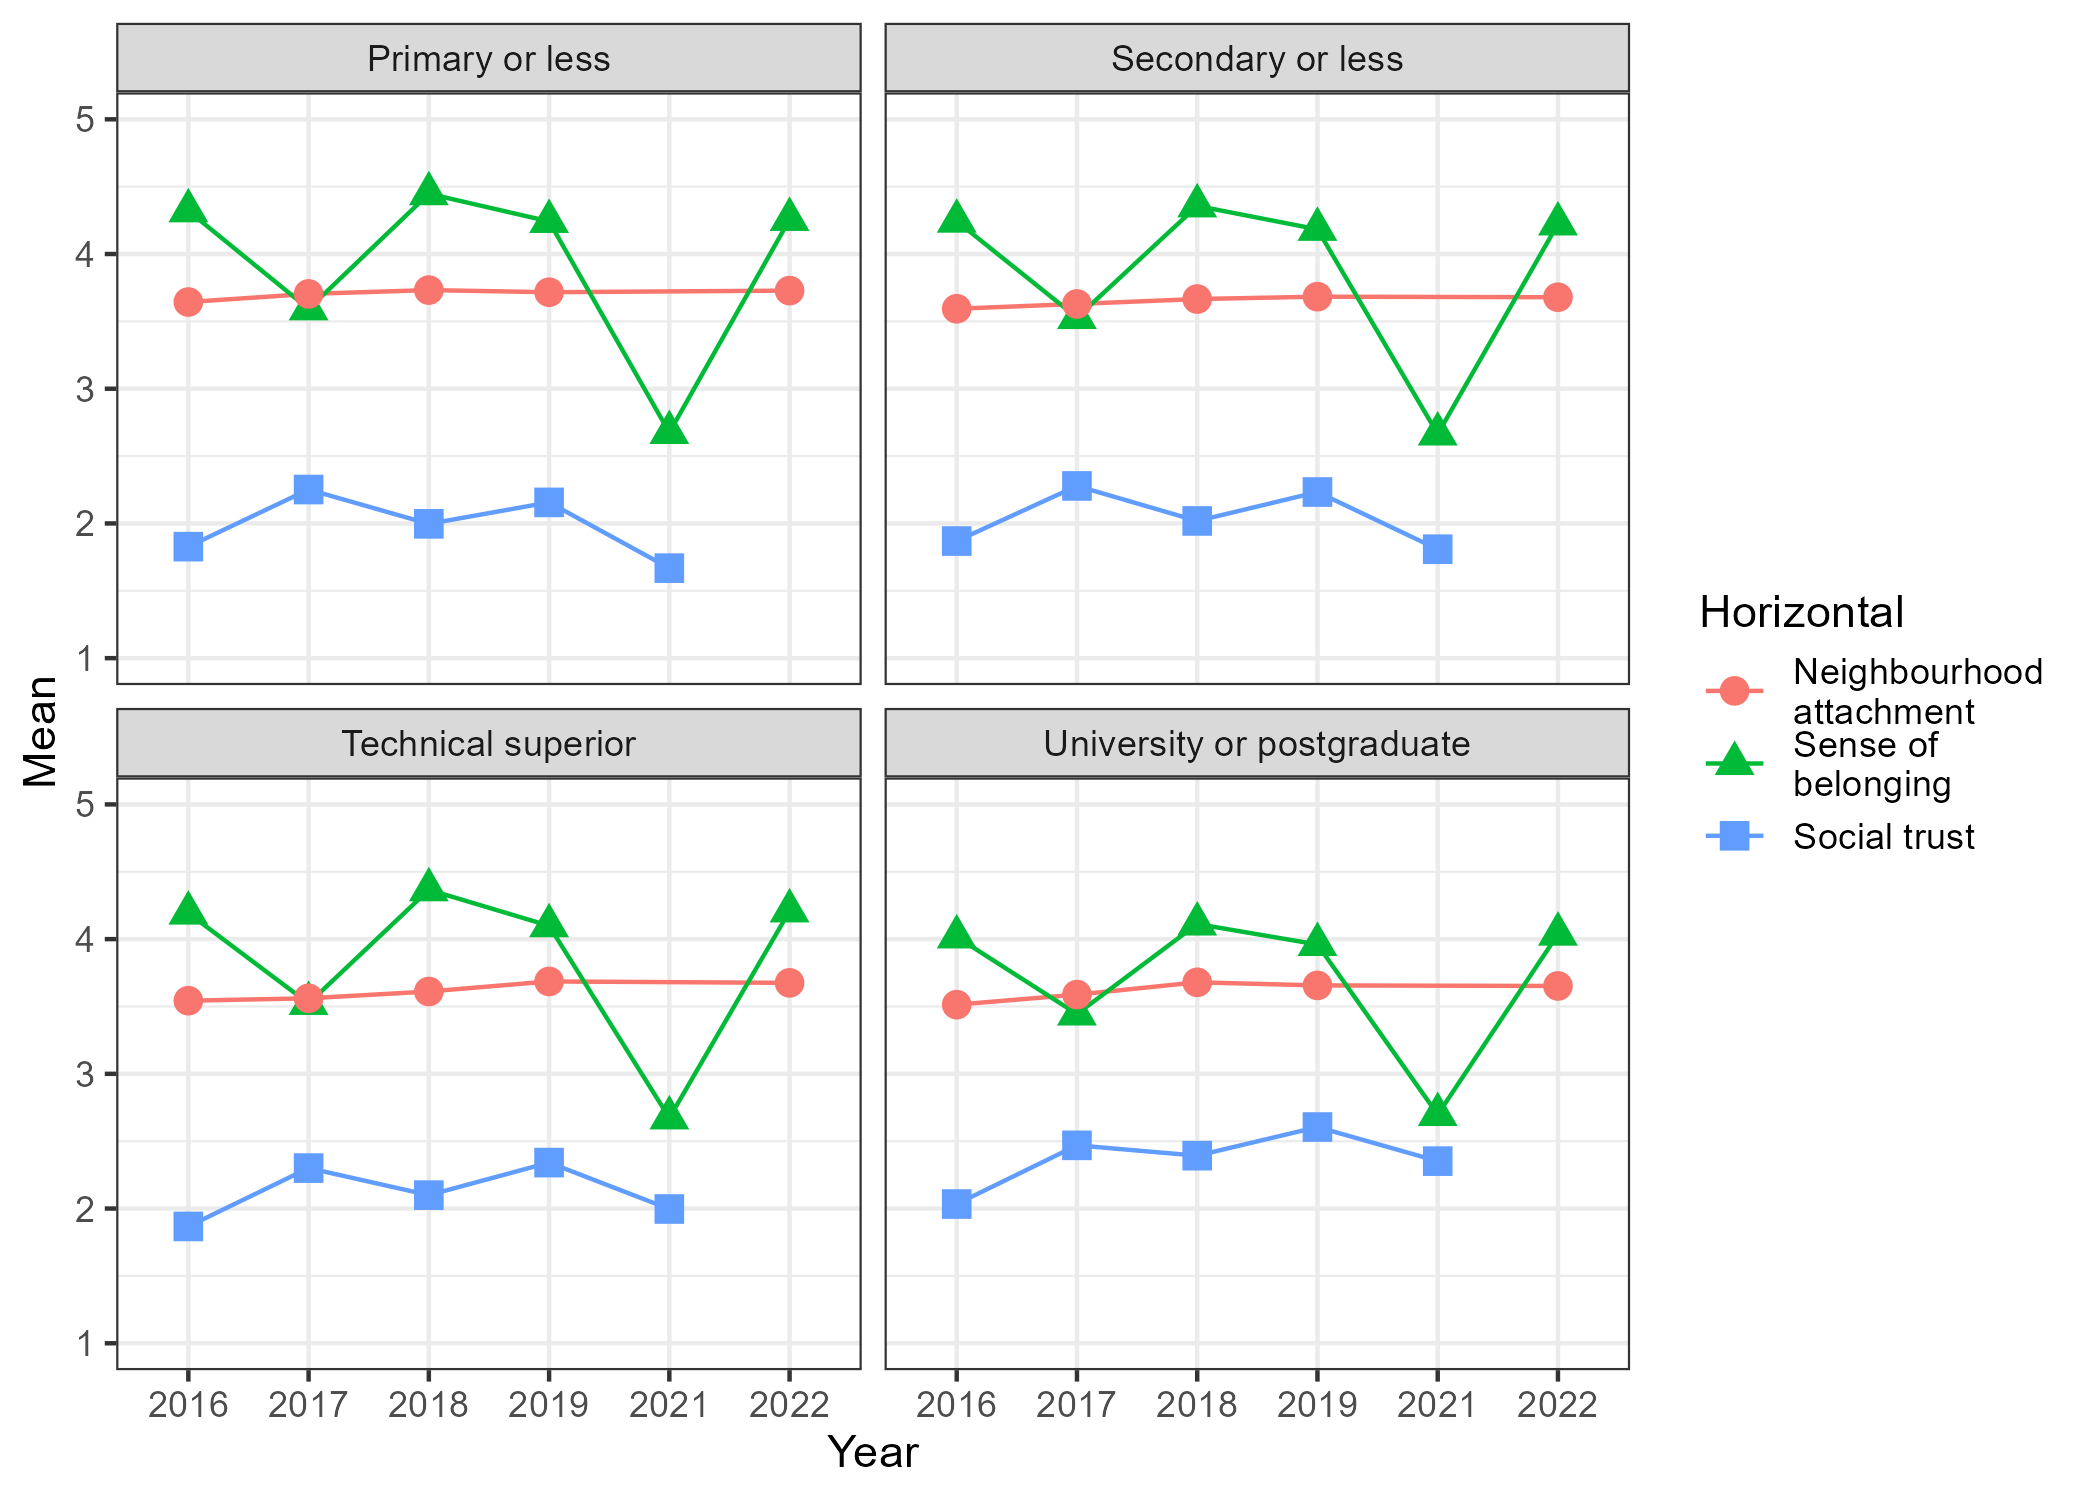 Primary or less
Secondary or less
5
4
3
2
1
Technical superior
University or postgraduate
5
4
3
2
1
2016 2017 2018 2019 2021 2022
2016 2017 2018 2019 2021 2022
Year
Mean
Horizontal
Neighbourhood
attachment
Sense of
belonging
Social trust